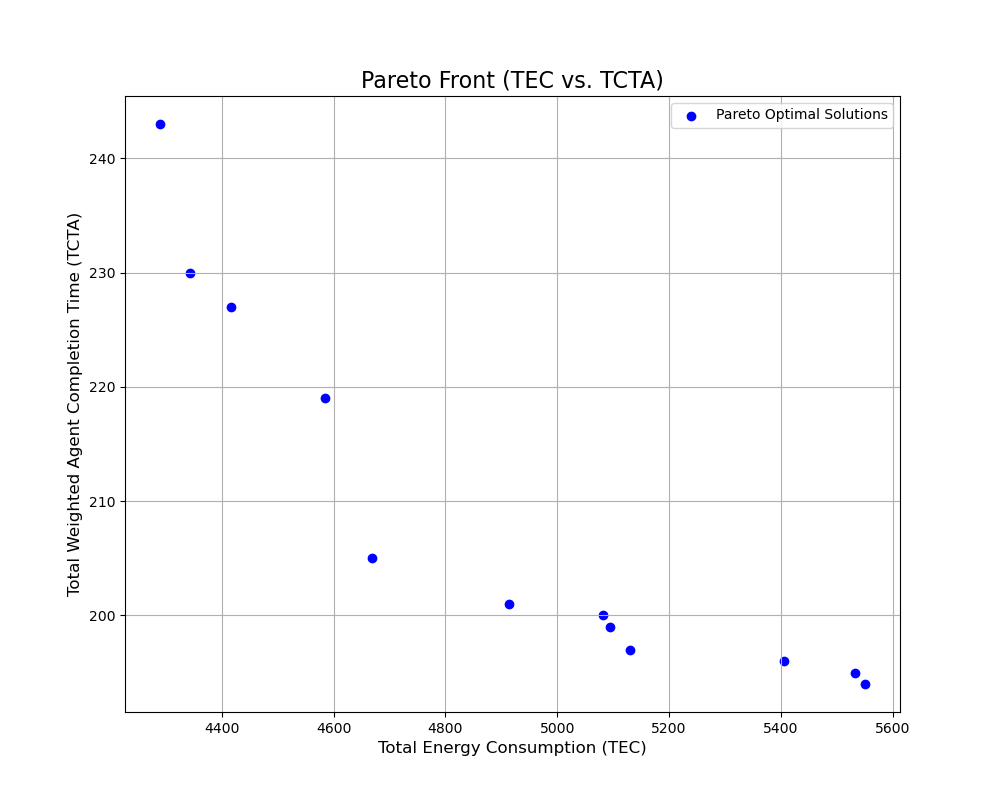 Pareto Front (TEC vs. TCTA)
Pareto Optimal Solutions
Total Weighted Agent Completion Time (TCTA)
240
230
220
210
200
4400 4600 4800 5000 5200 5400 5600
Total Energy Consumption (TEC)